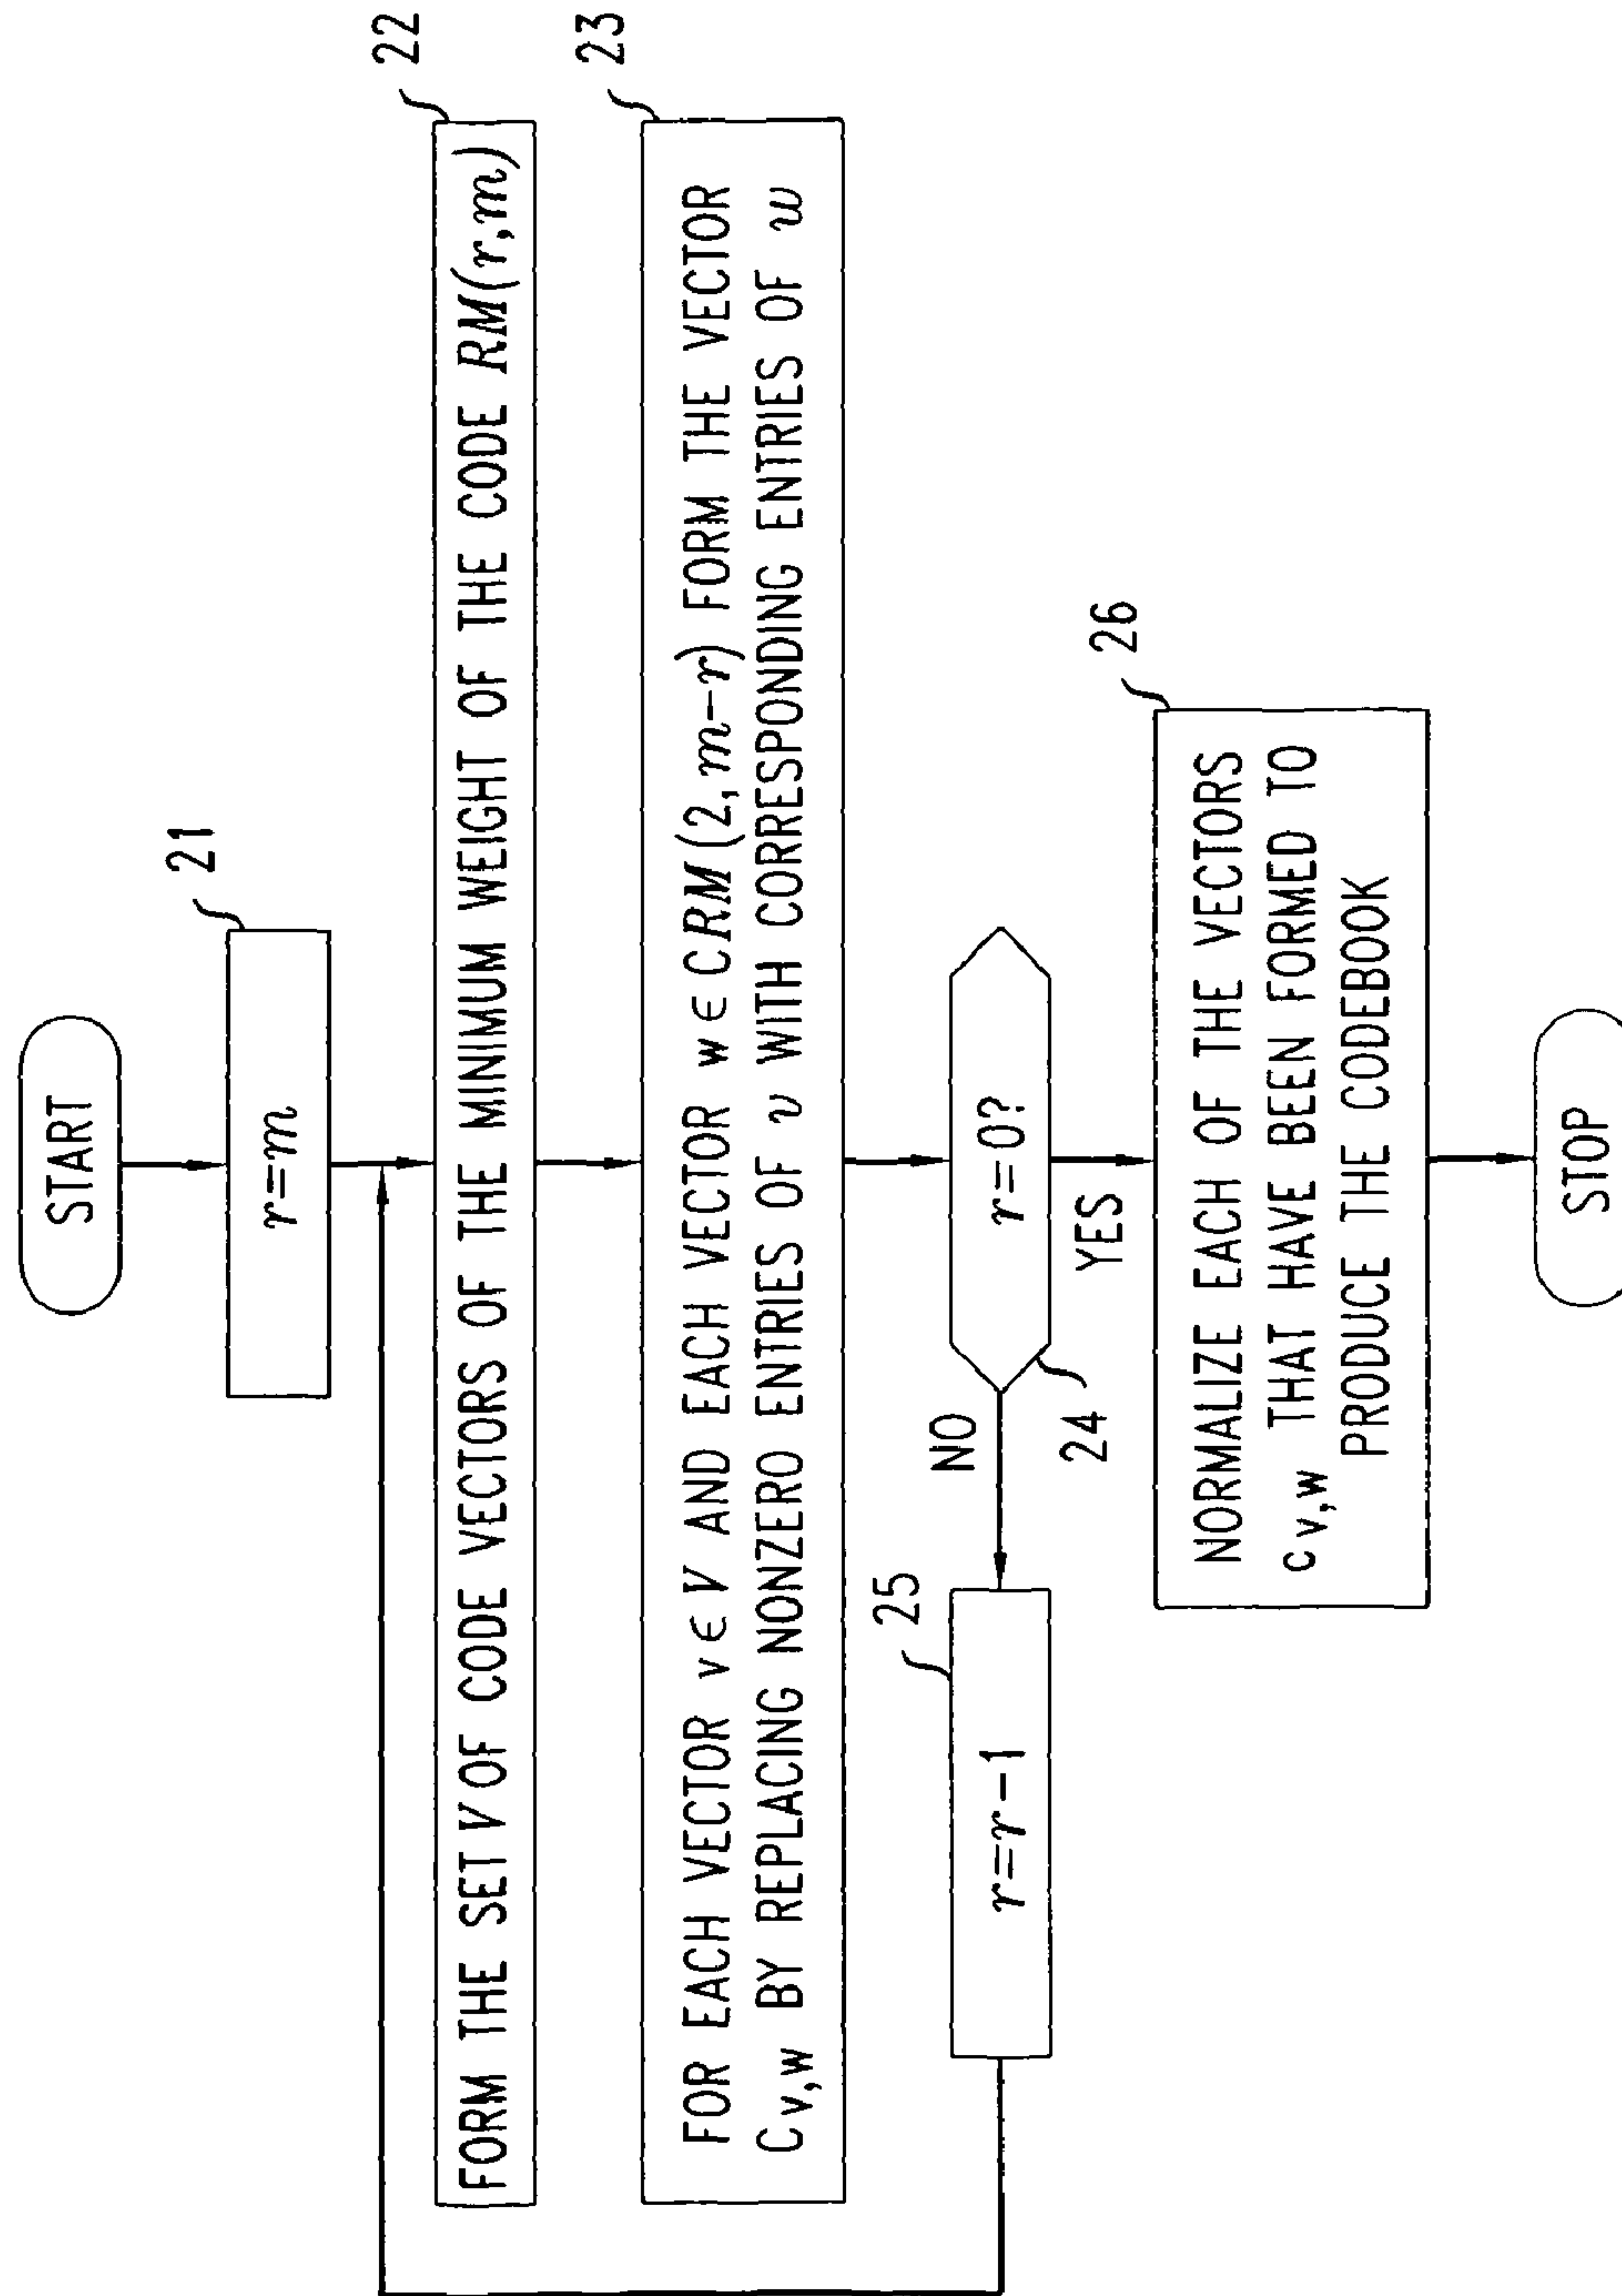 START
21
r=m
22
FORM THE SET V OF CODE VECTORS OF THE MINIMUM WEIGHT OF THE CODE RM(r,m)
23
FOR EACH VECTOR v ϵ V AND EACH VECTOR w ϵ CRM(2,m-r) FORM THE VECTOR
C v,w BY REPLACING NONZERO ENTRIES OF v WITH CORRESPONDING ENTRIES OF w
24
r=0?
NO
YES
25
r=r-1
26
NORMALIZE EACH OF THE VECTORS
c v,w THAT HAVE BEEN FORMED TO
PRODUCE THE CODEBOOK
STOP